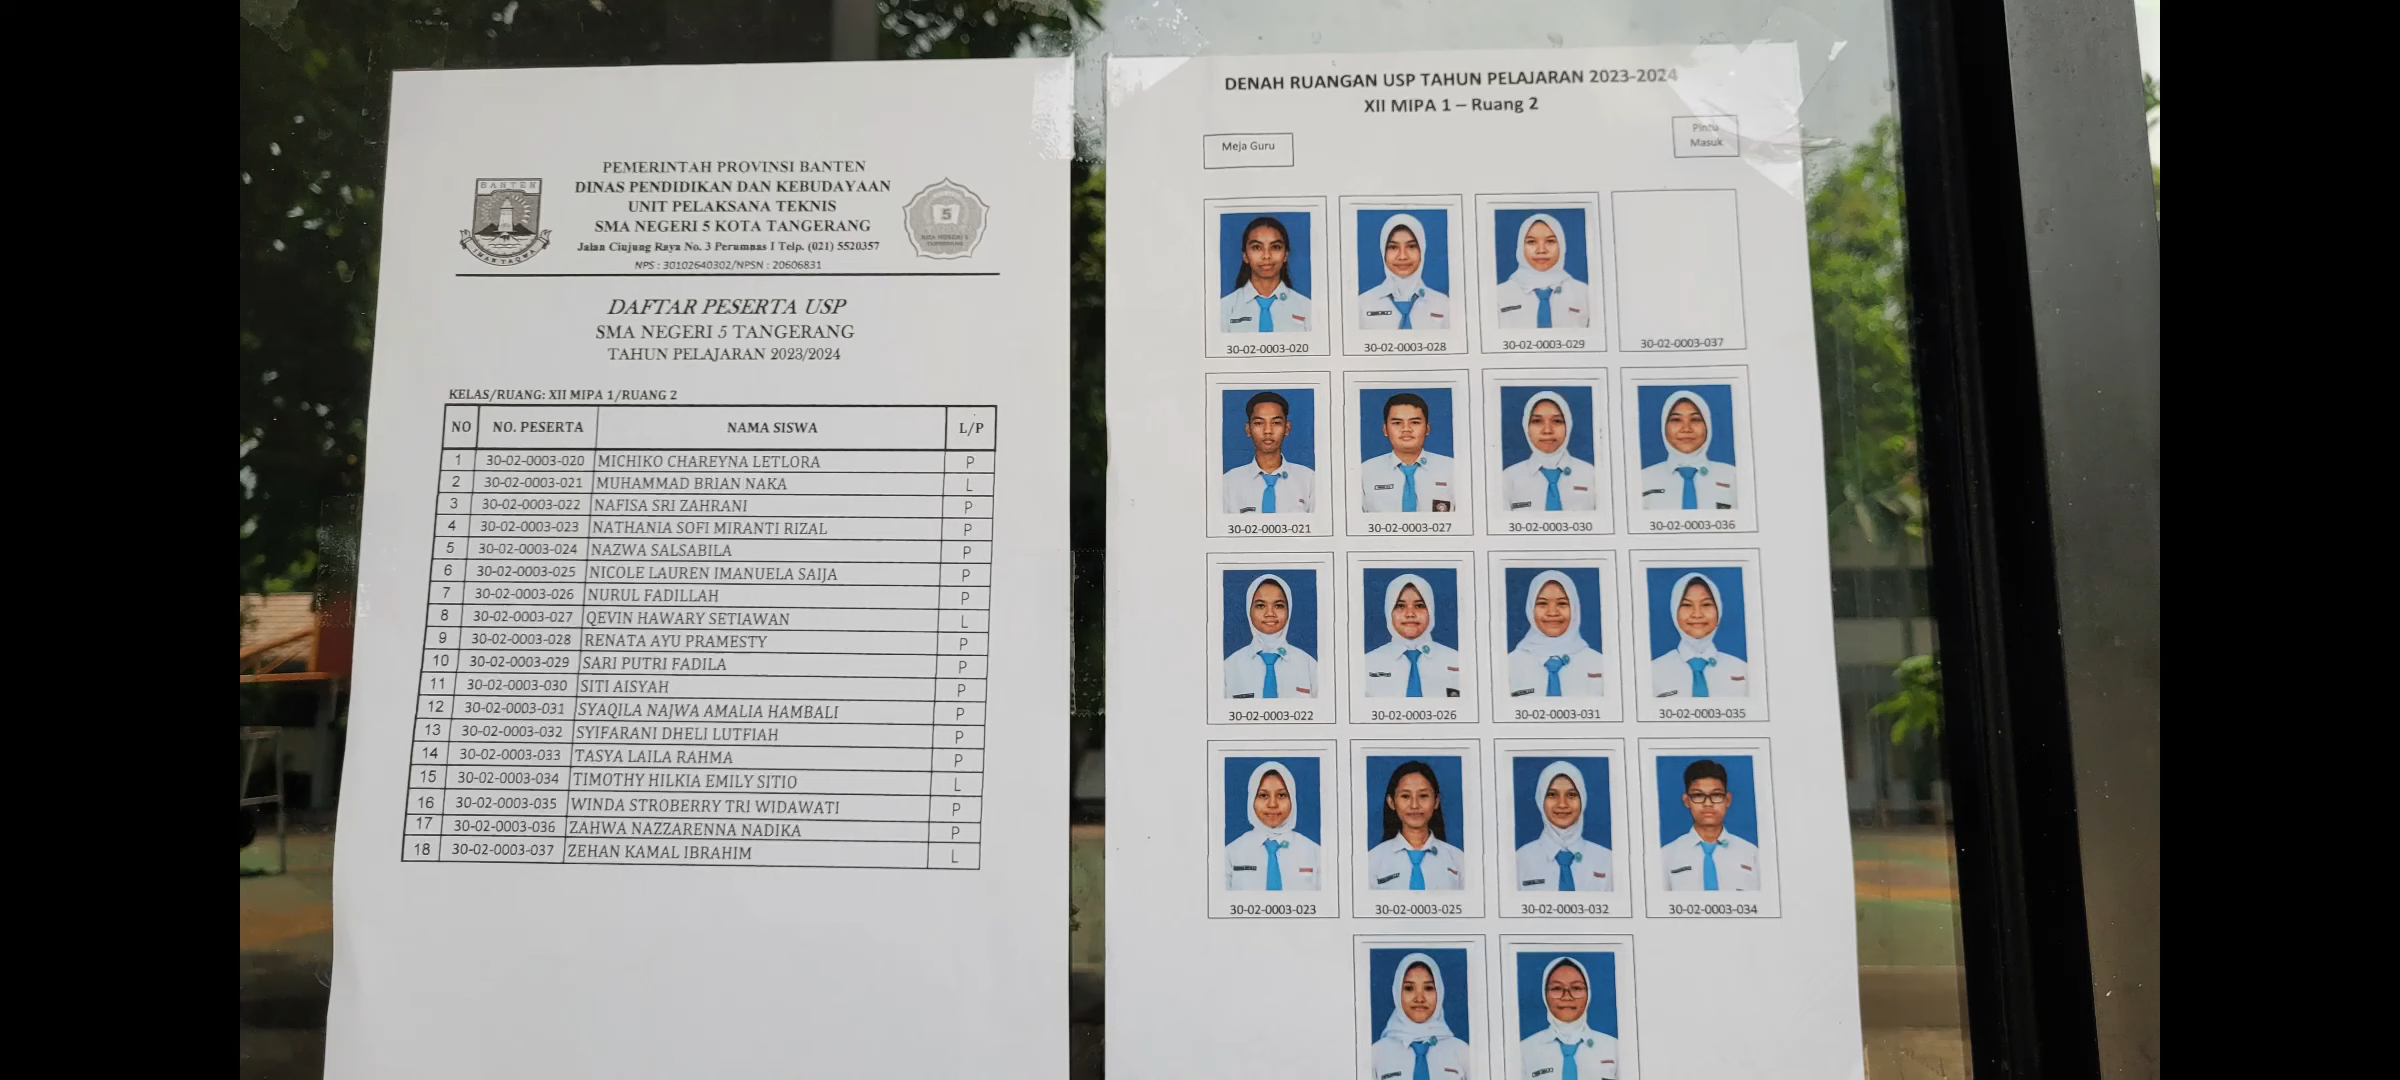 PEMERINTAH PROVINSI BANTEN
DINAS PENDIDIKAN DAN KEBUDAYAAN
UNIT PELAKSANA TEKNIS
SMA NEGERI 5 KOTA TANGERANG
Jalan Ciujung Raya No. 3 Perumnas I Telp. (021) 5520357
NPS : 30102640302/NPSN : 20606831
BANTEN
IMAN TAQWA
5
DAFTAR PESERTA USP
SMA NEGERI 5 TANGERANG
TAHUN PELAJARAN 2023/2024
KELAS/RUANG: XII MIPA 1/RUANG 2
NO NO. PESERTA NAMA SISWA L/P
1 30-02-0003-020 MICHIKO CHAREYNA LETLORA P
2 30-02-0003-021 MUHAMMAD BRIAN NAKA L
3 30-02-0003-022 NAFISA SRI ZAHRANI P
4 30-02-0003-023 NATHANIA SOFI MIRANTI RIZAL P
5 30-02-0003-024 NAZWA SALSABILA P
6 30-02-0003-025 NICOLE LAUREN IMANUELA SAIJA P
7 30-02-0003-026 NURUL FADILLAH P
8 30-02-0003-027 QEVIN HAWARY SETIAWAN L
9 30-02-0003-028 RENATA AYU PRAMESTY P
10 30-02-0003-029 SARI PUTRI FADILA P
11 30-02-0003-030 SITI AISYAH P
12 30-02-0003-031 SYAQILA NAJWA AMALIA HAMBALI P
13 30-02-0003-032 SYIFARANI DHELI LUTFIAH P
14 30-02-0003-033 TASYA LAILA RAHMA P
15 30-02-0003-034 TIMOTHY HILKIA EMILY SITIO L
16 30-02-0003-035 WINDA STROBERRY TRI WIDAWATI P
17 30-02-0003-036 ZAHWA NAZZARENNA NADIKA P
18 30-02-0003-037 ZEHAN KAMAL IBRAHIM L
DENAH RUANGAN USP TAHUN PELAJARAN 2023-2024
XII MIPA 1 – Ruang 2
Meja Guru
Pintu
Masuk
30-02-0003-020 30-02-0003-028 30-02-0003-029 30-02-0003-037
30-02-0003-021 30-02-0003-027 30-02-0003-030 30-02-0003-036
30-02-0003-022 30-02-0003-026 30-02-0003-031 30-02-0003-035
30-02-0003-023 30-02-0003-025 30-02-0003-032 30-02-0003-034